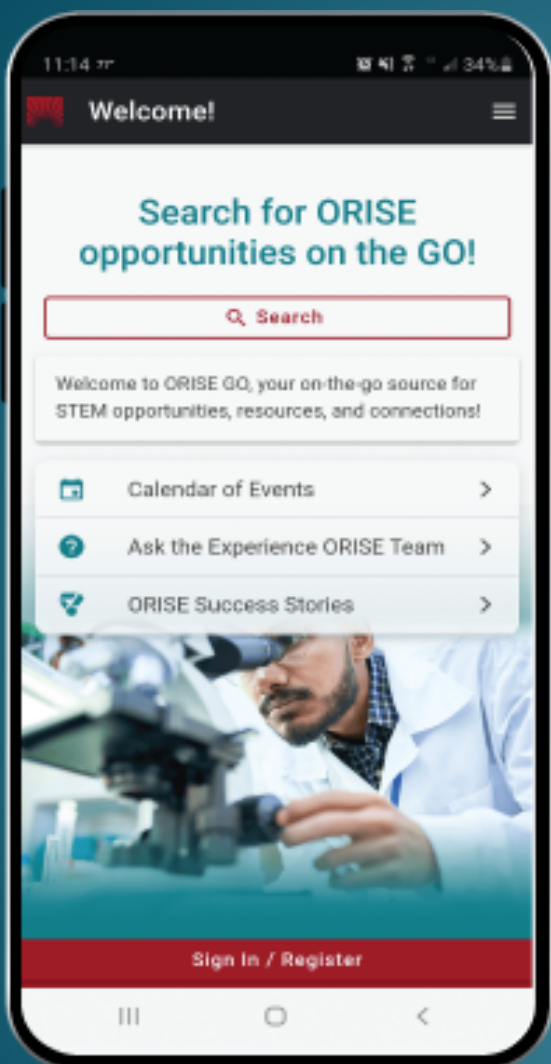 11:14
34%
Welcome!
Search for ORISE
opportunities on the GO!
Search
Welcome to ORISE GO, your on-the-go source for
STEM opportunities, resources, and connections!
Calendar of Events
Ask the Experience ORISE Team
ORISE Success Stories
Sign In / Register